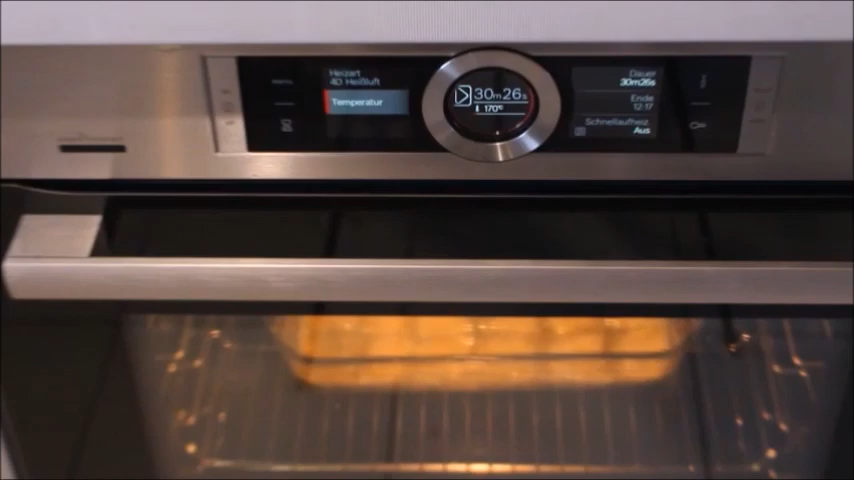 Heizart
4D Heißluft
Temperatur
30m26s
170°C
Dauer
30m26s
Ende
12:17
Schnellaufheiz.
Aus